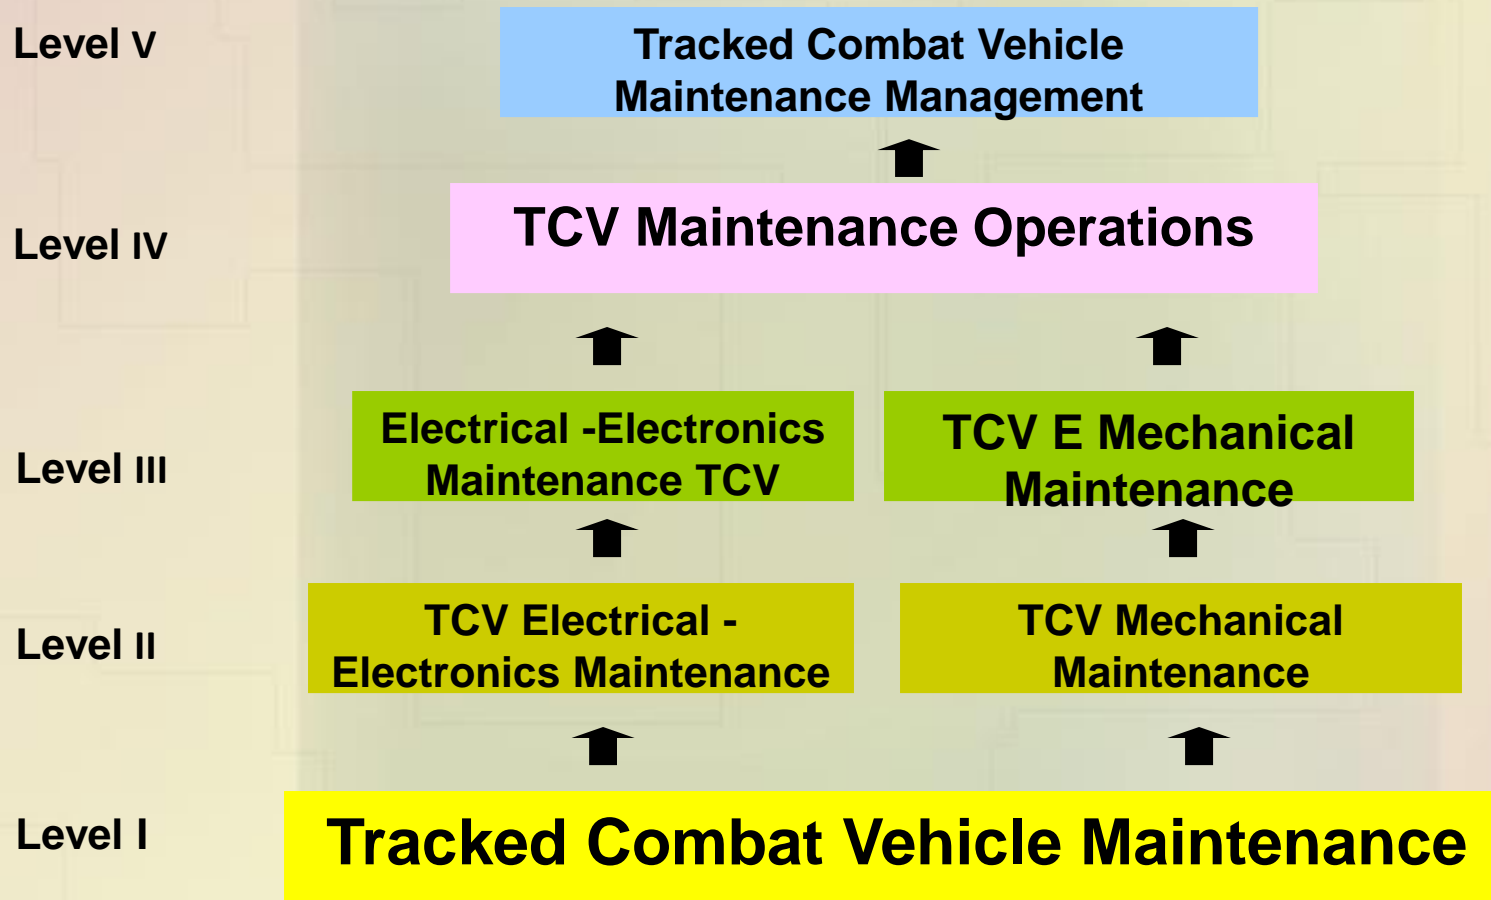 Level V
Tracked Combat Vehicle
Maintenance Management
Level IV
TCV Maintenance Operations
Level III
Electrical -Electronics
Maintenance TCV
TCV E Mechanical
Maintenance
Level II
TCV Electrical -
Electronics Maintenance
TCV Mechanical
Maintenance
Level I
Tracked Combat Vehicle Maintenance